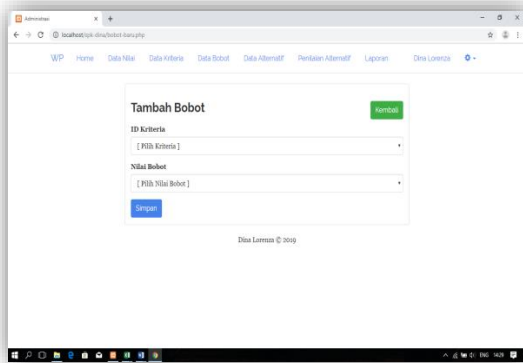 Administrasi
localhost/spk-dina/bobot-baru.php
WP Home Data Nilai Data Kriteria Data Bobot Data Alternatif Penilaian Alternatif Laporan Dina Lorenza
Tambah Bobot
Kembali
ID Kriteria
[ Pilih Kriteria ]
Nilai Bobot
[ Pilih Nilai Bobot ]
Simpan
Dina Lorenza © 2019
ENG 14.29